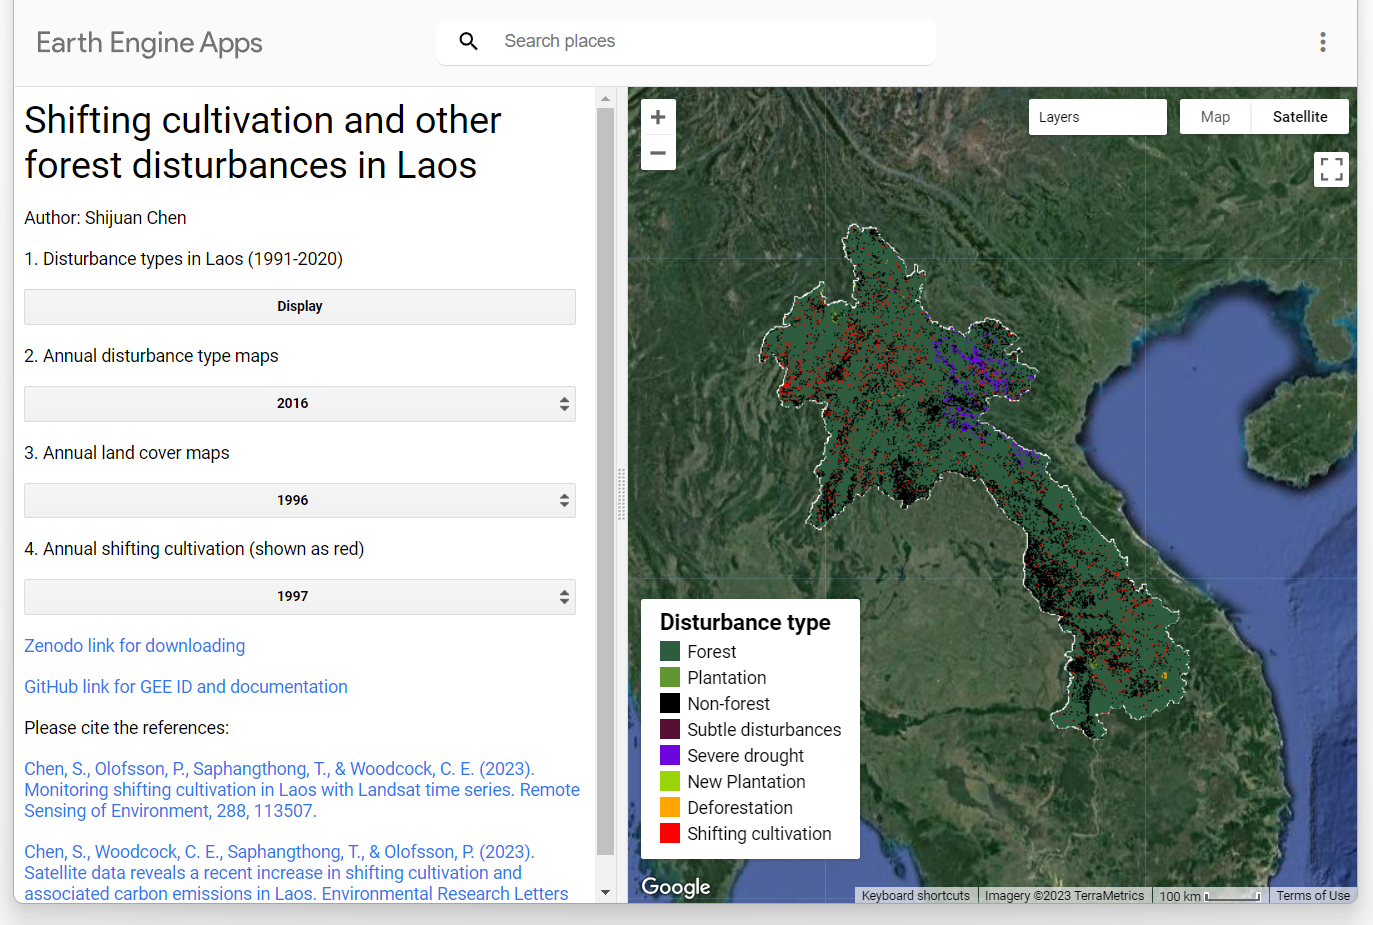 Earth Engine Apps
Search places
Shifting cultivation and other
forest disturbances in Laos
Author: Shijuan Chen
1. Disturbance types in Laos (1991-2020)
Display
2. Annual disturbance type maps
2016
3. Annual land cover maps
1996
4. Annual shifting cultivation (shown as red)
1997
Zenodo link for downloading
GitHub link for GEE ID and documentation
Please cite the references:
Chen, S., Olofsson, P., Saphangthong, T., & Woodcock, C. E. (2023).
Monitoring shifting cultivation in Laos with Landsat time series. Remote
Sensing of Environment, 288, 113507.
Chen, S., Woodcock, C. E., Saphangthong, T., & Olofsson, P. (2023).
Satellite data reveals a recent increase in shifting cultivation and
associated carbon emissions in Laos. Environmental Research Letters
+
−
Layers
Map
Satellite
Disturbance type
Forest
Plantation
Non-forest
Subtle disturbances
Severe drought
New Plantation
Deforestation
Shifting cultivation
Google
Keyboard shortcuts
Imagery ©2023 TerraMetrics
100 km
Terms of Use